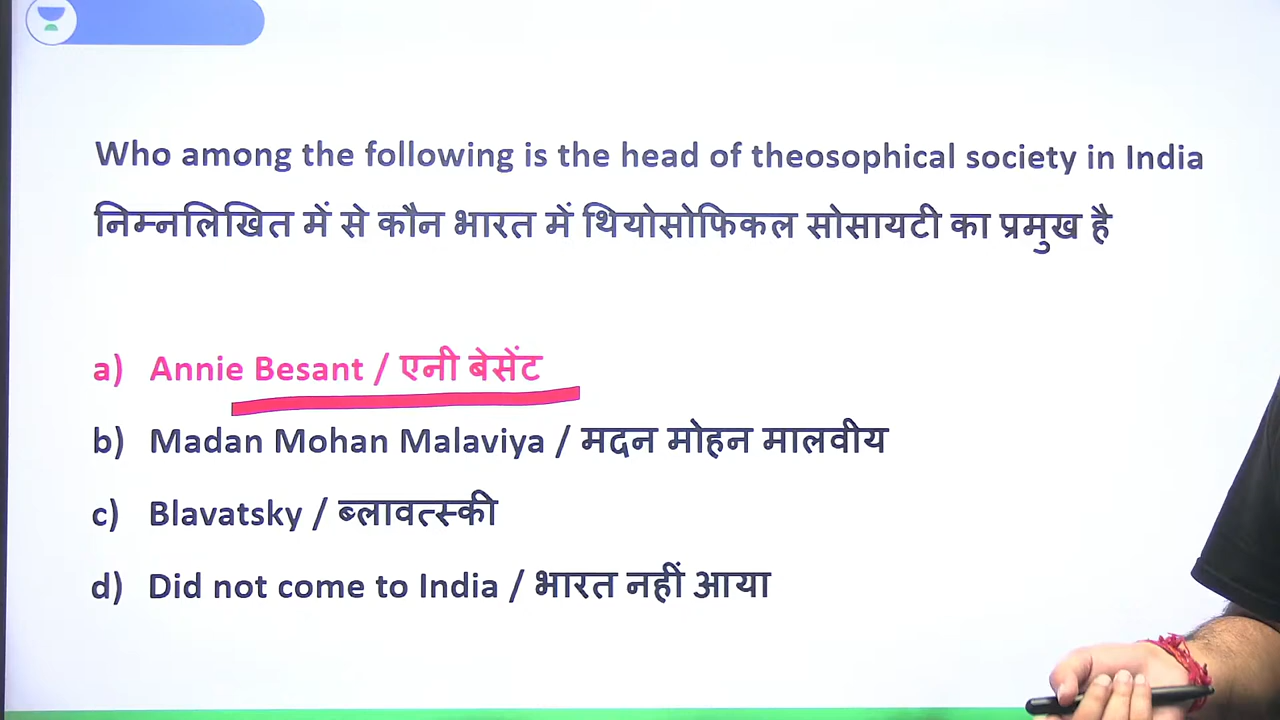 Who among the following is the head of theosophical society in India
निम्नलिखित में से कौन भारत में थियोसोफिकल सोसायटी का प्रमुख है
a) Annie Besant / एनी बेसेंट
b) Madan Mohan Malaviya / मदन मोहन मालवीय
c) Blavatsky / ब्लावत्स्की
d) Did not come to India / भारत नहीं आया